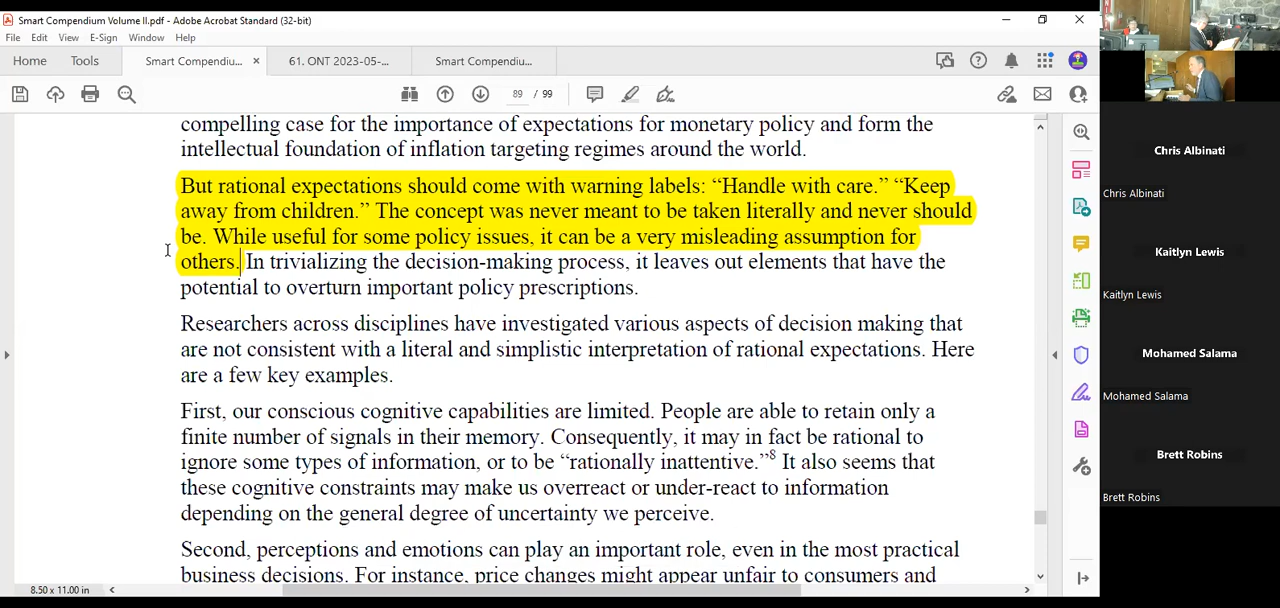 Smart Compendium Volume II.pdf - Adobe Acrobat Standard (32-bit)
File Edit View E-Sign Window Help
Home Tools Smart Compendiu... × 61. ONT 2023-05-... Smart Compendiu...
89 / 99
compelling case for the importance of expectations for monetary policy and form the
intellectual foundation of inflation targeting regimes around the world.
But rational expectations should come with warning labels: “Handle with care.” “Keep
away from children.” The concept was never meant to be taken literally and never should
be. While useful for some policy issues, it can be a very misleading assumption for
others. In trivializing the decision-making process, it leaves out elements that have the
potential to overturn important policy prescriptions.
Researchers across disciplines have investigated various aspects of decision making that
are not consistent with a literal and simplistic interpretation of rational expectations. Here
are a few key examples.
First, our conscious cognitive capabilities are limited. People are able to retain only a
finite number of signals in their memory. Consequently, it may in fact be rational to
ignore some types of information, or to be “rationally inattentive.”8 It also seems that
these cognitive constraints may make us overreact or under-react to information
depending on the general degree of uncertainty we perceive.
Second, perceptions and emotions can play an important role, even in the most practical
business decisions. For instance, price changes might appear unfair to consumers and
8.50 x 11.00 in
Chris Albinati
Chris Albinati
Kaitlyn Lewis
Kaitlyn Lewis
Mohamed Salama
Mohamed Salama
Brett Robins
Brett Robins